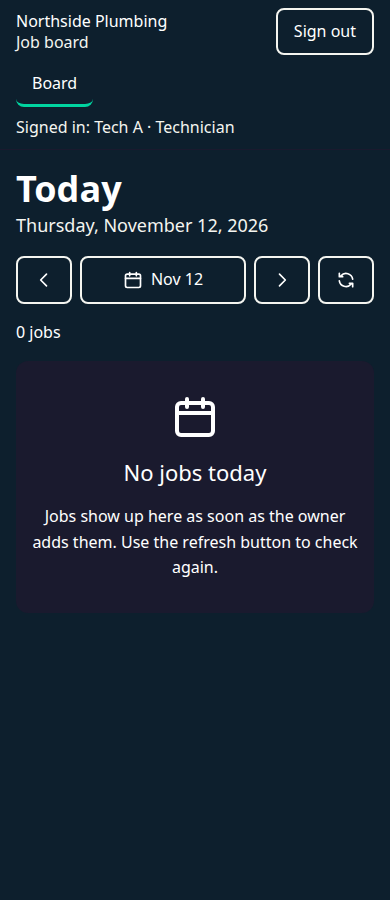 Northside Plumbing
Job board
Sign out
Board
Signed in: Tech A · Technician
Today
Thursday, November 12, 2026
Nov 12
0 jobs
No jobs today
Jobs show up here as soon as the owner
adds them. Use the refresh button to check
again.